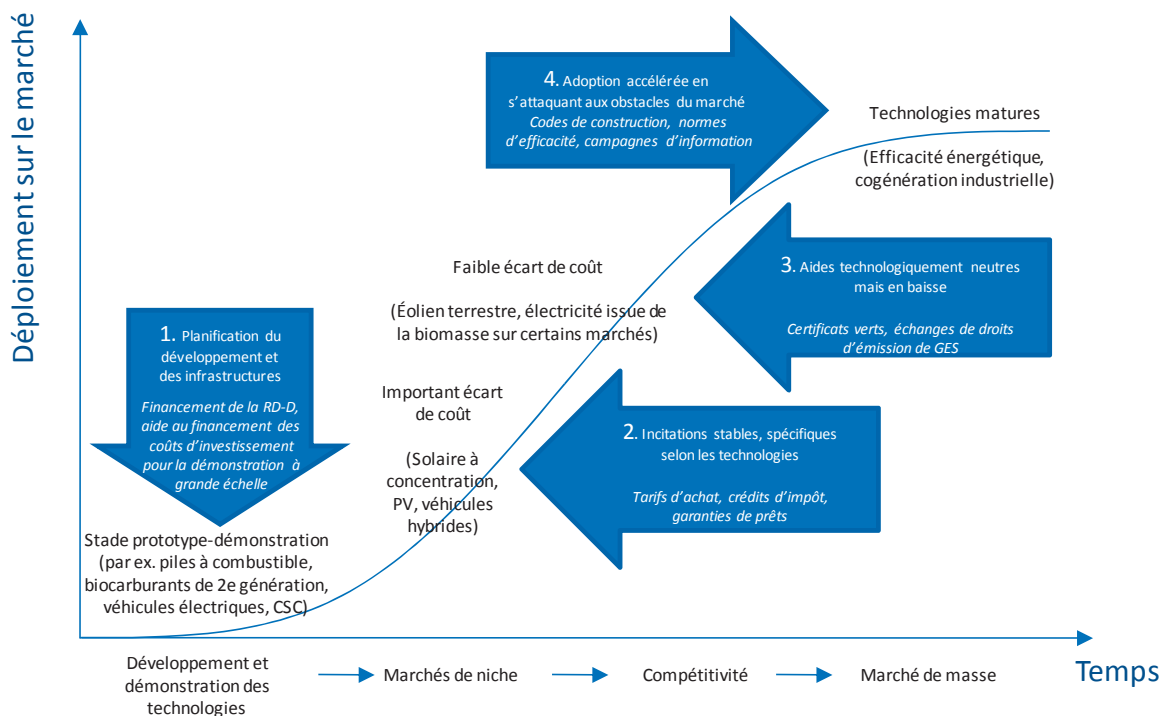 Déploiement sur le marché
4. Adoption accélérée en
s'attaquant aux obstacles du marché
Codes de construction, normes
d'efficacité, campagnes d'information
Technologies matures
(Efficacité énergétique,
cogénération industrielle)
3. Aides technologiquement neutres
mais en baisse
Certificats verts, échanges de droits
d'émission de GES
Faible écart de coût
(Éolien terrestre, électricité issue de
la biomasse sur certains marchés)
1. Planification du
développement et
des infrastructures
Financement de la RD-D,
aide au financement des
coûts d'investissement
pour la démonstration à
grande échelle
Important écart
de coût
(Solaire à
concentration,
PV, véhicules
hybrides)
2. Incitations stables, spécifiques
selon les technologies
Tarifs d'achat, crédits d'impôt,
garanties de prêts
Stade prototype-démonstration
(par ex. piles à combustible,
biocarburants de 2e génération,
véhicules électriques, CSC)
Développement et
démonstration des
technologies
Marchés de niche
Compétitivité
Marché de masse
Temps